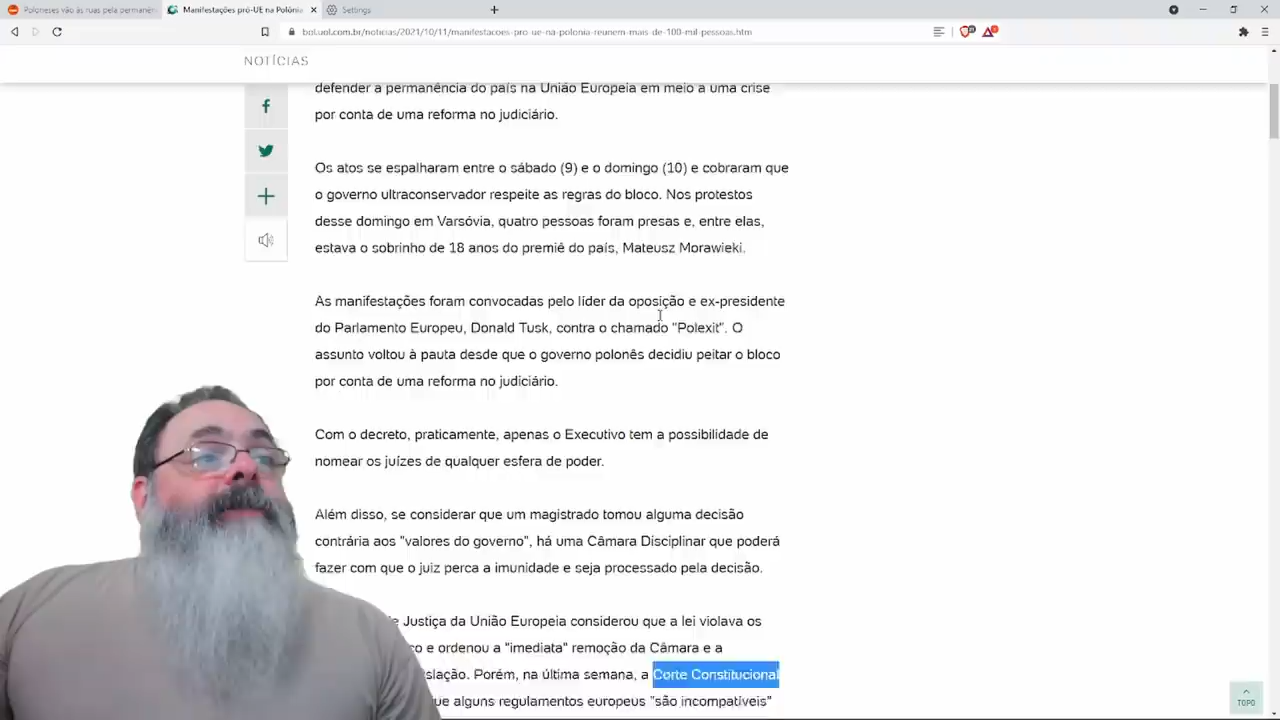 Poloneses vão às ruas pela permanên
Manifestações pró-UE na Polônia
Settings
bol.uol.com.br/noticias/2021/10/11/manifestacoes-pro-ue-na-polonia-reunem-mais-de-100-mil-pessoas.htm
NOTÍCIAS
defender a permanência do país na União Europeia em meio a uma crise
por conta de uma reforma no judiciário.
Os atos se espalharam entre o sábado (9) e o domingo (10) e cobraram que
o governo ultraconservador respeite as regras do bloco. Nos protestos
desse domingo em Varsóvia, quatro pessoas foram presas e, entre elas,
estava o sobrinho de 18 anos do premiê do país, Mateusz Morawieki.
As manifestações foram convocadas pelo líder da oposição e ex-presidente
do Parlamento Europeu, Donald Tusk, contra o chamado "Polexit". O
assunto voltou à pauta desde que o governo polonês decidiu peitar o bloco
por conta de uma reforma no judiciário.
Com o decreto, praticamente, apenas o Executivo tem a possibilidade de
nomear os juízes de qualquer esfera de poder.
Além disso, se considerar que um magistrado tomou alguma decisão
contrária aos "valores do governo", há uma Câmara Disciplinar que poderá
fazer com que o juiz perca a imunidade e seja processado pela decisão.
e Justiça da União Europeia considerou que a lei violava os
co e ordenou a "imediata" remoção da Câmara e a
slação. Porém, na última semana, a Corte Constitucional
ue alguns regulamentos europeus "são incompatíveis"
TOPO